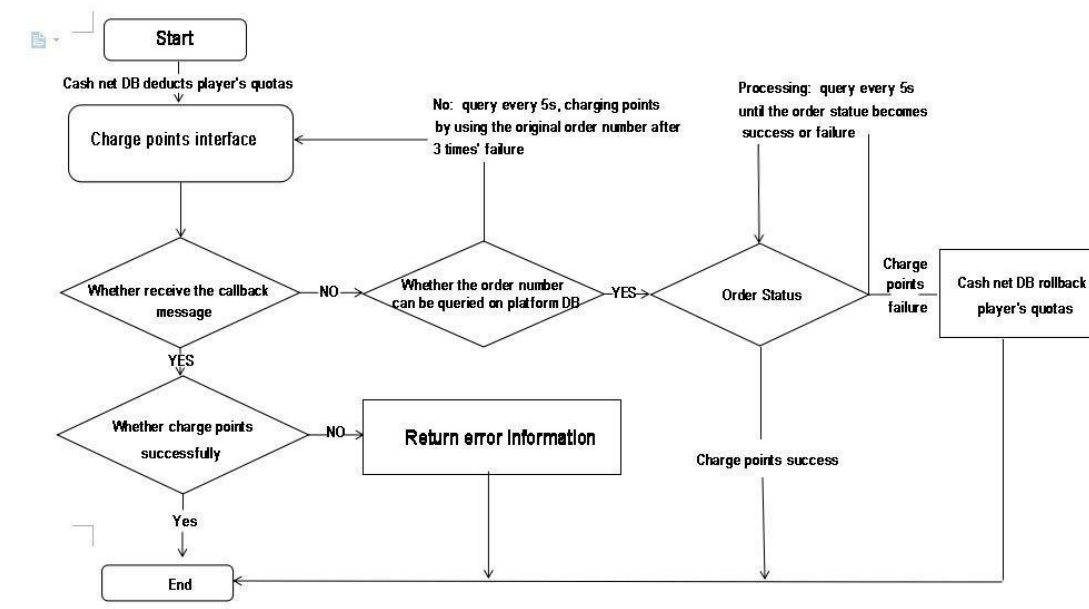 Start
Cash net DB deducts player's quotas
Charge points interface
No: query every 5s, charging points
by using the original order number after
3 times' failure
Processing: query every 5s
until the order statue becomes
success or failure
Whether receive the callback
message
NO
Whether the order number
can be queried on platform DB
YES
Order Status
Charge
points
failure
Cash net DB rollback
player's quotas
YES
Whether charge points
successfully
NO
Return error information
Charge points success
Yes
End